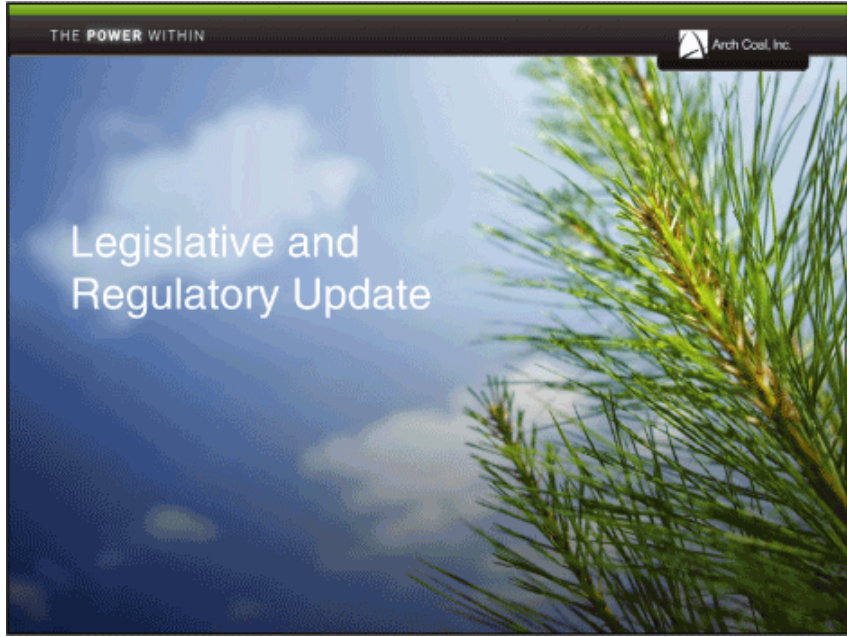 THE POWER WITHIN
Arch Coal, Inc.
Legislative and
Regulatory Update